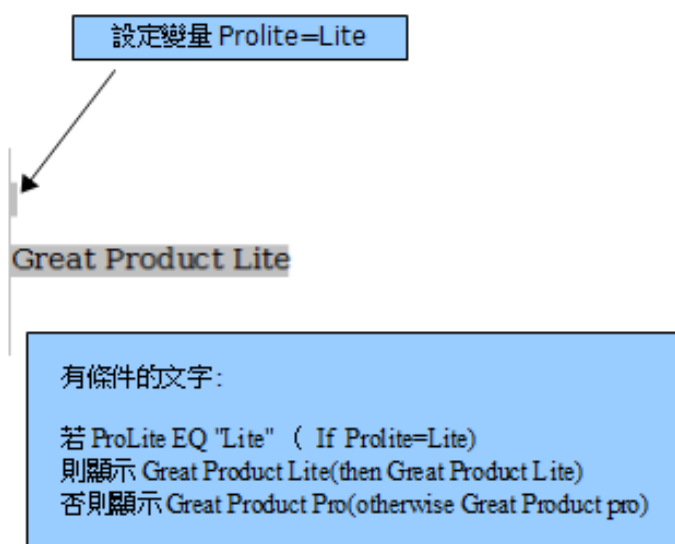 設定變量 Prolite=Lite
Great Product Lite
有條件的文字:
若 ProLite EQ "Lite" ( If Prolite=Lite)
則顯示 Great Product Lite(then Great Product Lite)
否則顯示 Great Product Pro(otherwise Great Product pro)